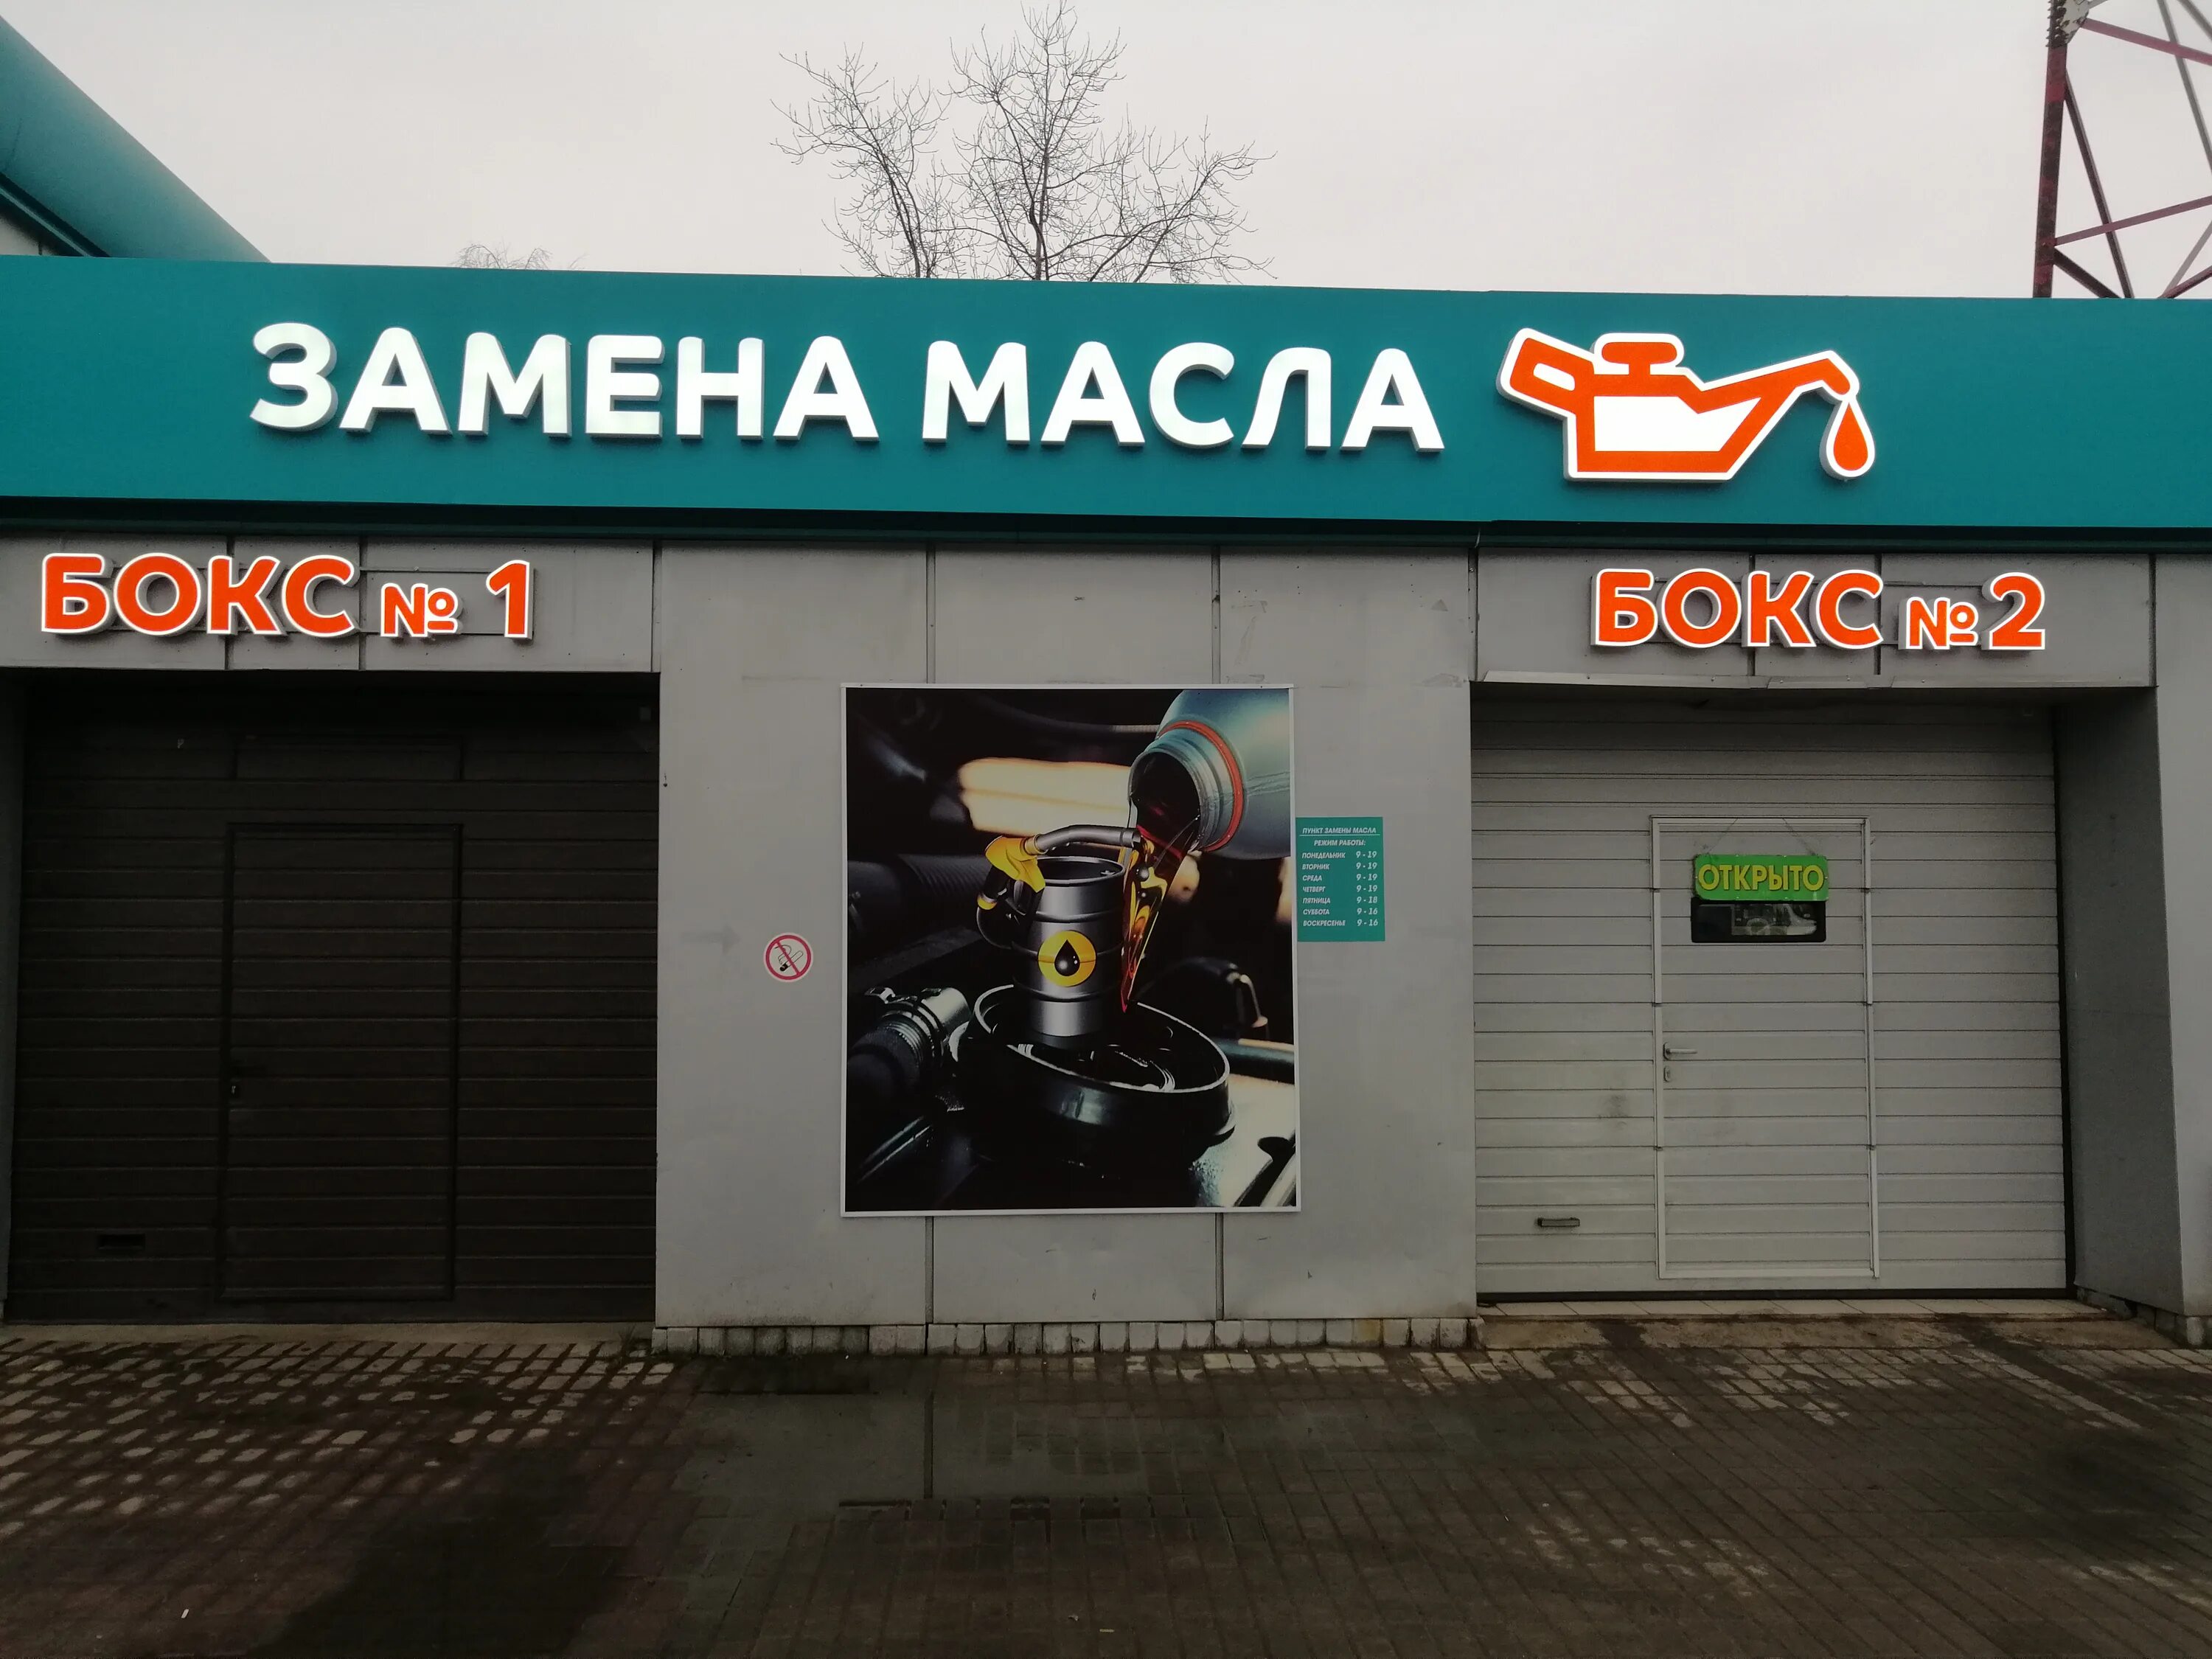 ЗАМЕНА МАСЛА
БОКС № 1
БОКС № 2
ПУНКТ ЗАМЕНЫ МАСЛА
РЕЖИМ РАБОТЫ:
ПОНЕДЕЛЬНИК 9 - 19
ВТОРНИК 9 - 19
СРЕДА 9 - 19
ЧЕТВЕРГ 9 - 19
ПЯТНИЦА 9 - 18
СУББОТА 9 - 16
ВОСКРЕСЕНЬЕ 9 - 16
ОТКРЫТО